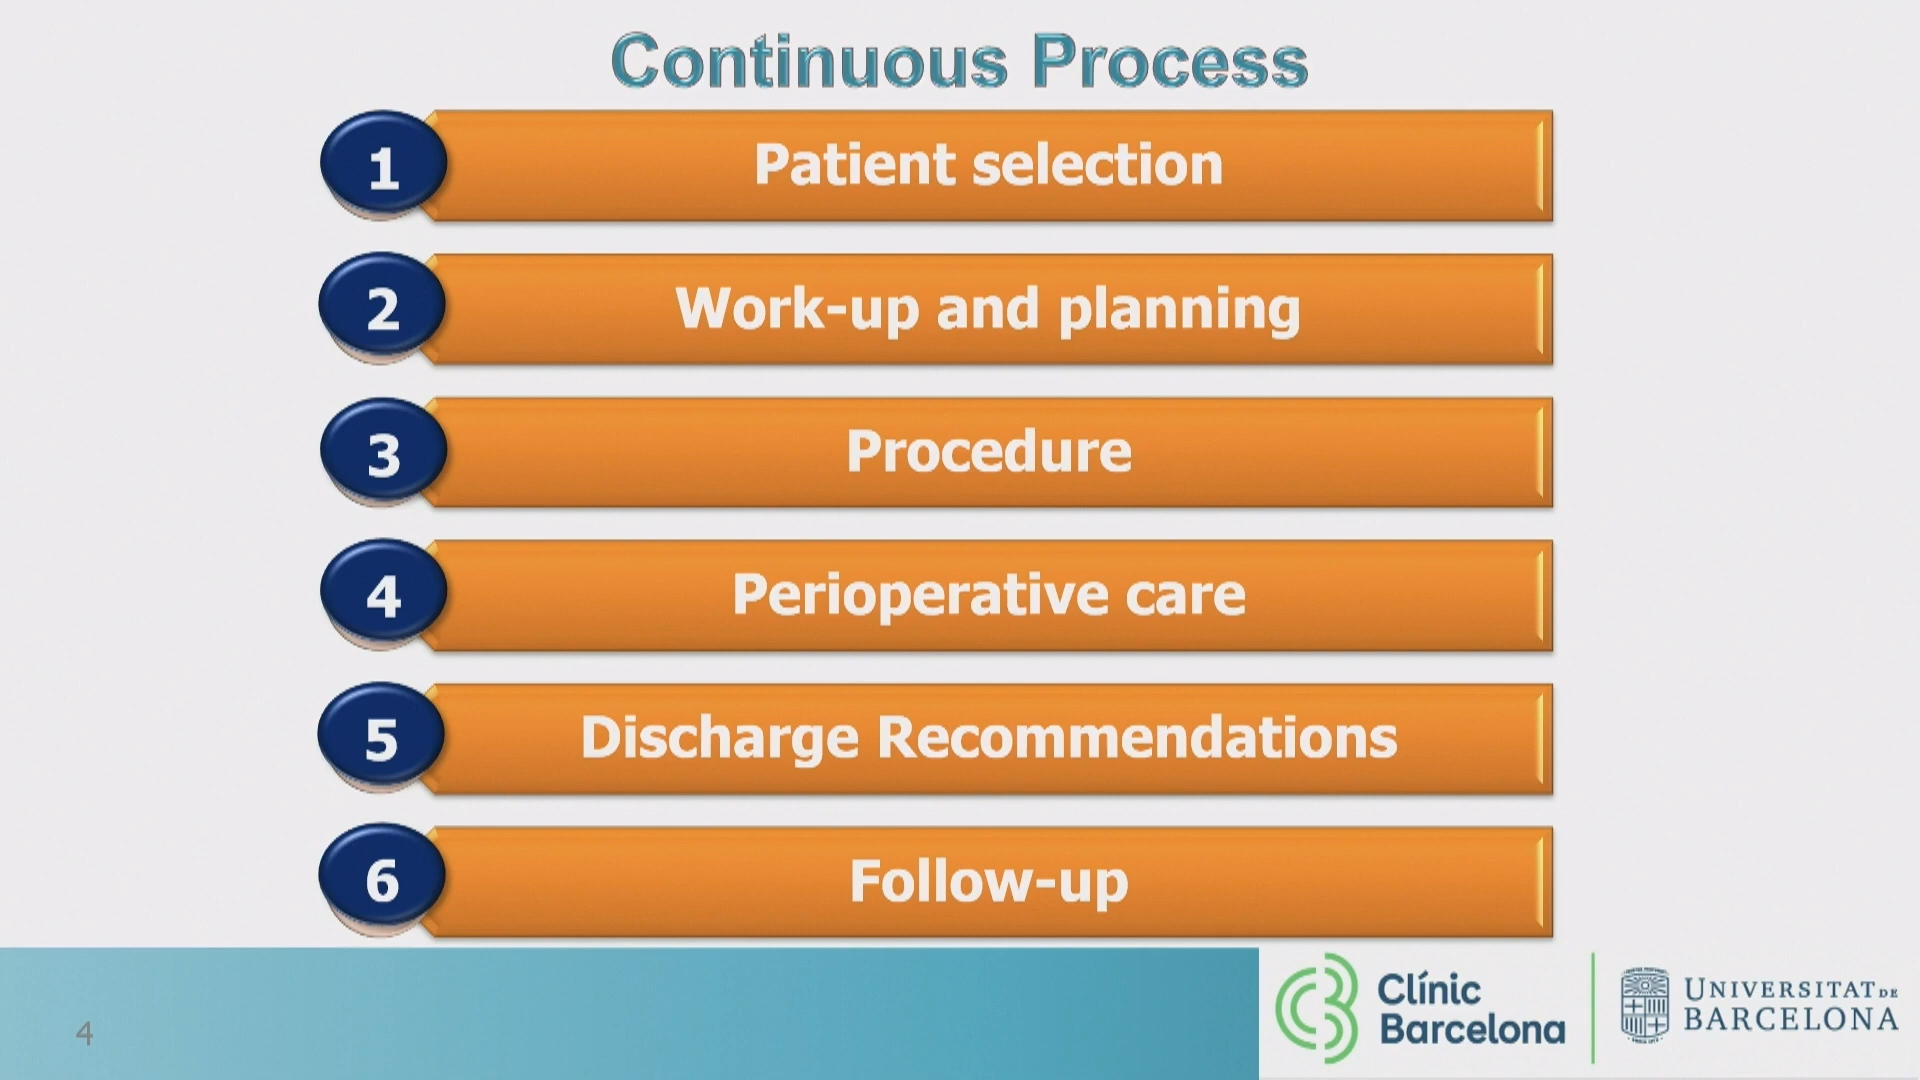 Continuous Process
1
Patient selection
2
Work-up and planning
3
Procedure
4
Perioperative care
5
Discharge Recommendations
6
Follow-up
4
Clínic
Barcelona
UNIVERSITAT DE
BARCELONA